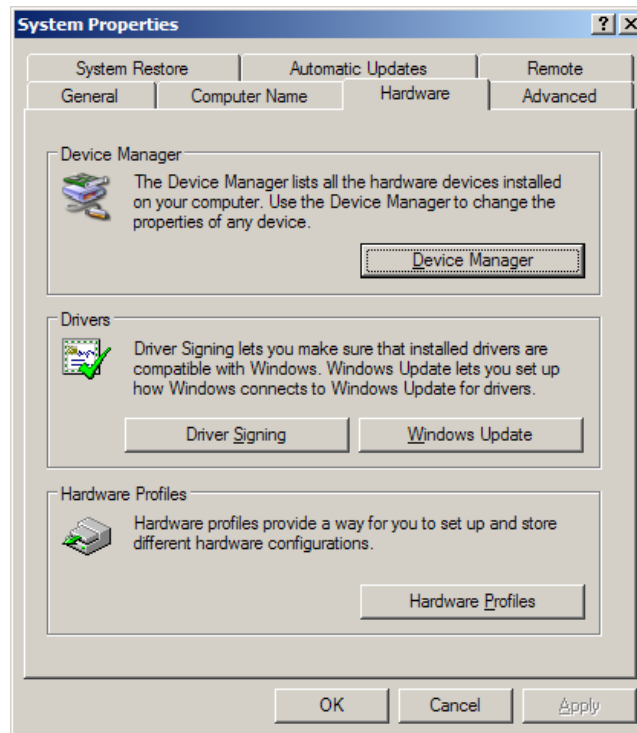 System Properties
System Restore Automatic Updates Remote
General Computer Name Hardware Advanced
Device Manager
The Device Manager lists all the hardware devices installed
on your computer. Use the Device Manager to change the
properties of any device.
Device Manager
Drivers
Driver Signing lets you make sure that installed drivers are
compatible with Windows. Windows Update lets you set up
how Windows connects to Windows Update for drivers.
Driver Signing Windows Update
Hardware Profiles
Hardware profiles provide a way for you to set up and store
different hardware configurations.
Hardware Profiles
OK Cancel Apply